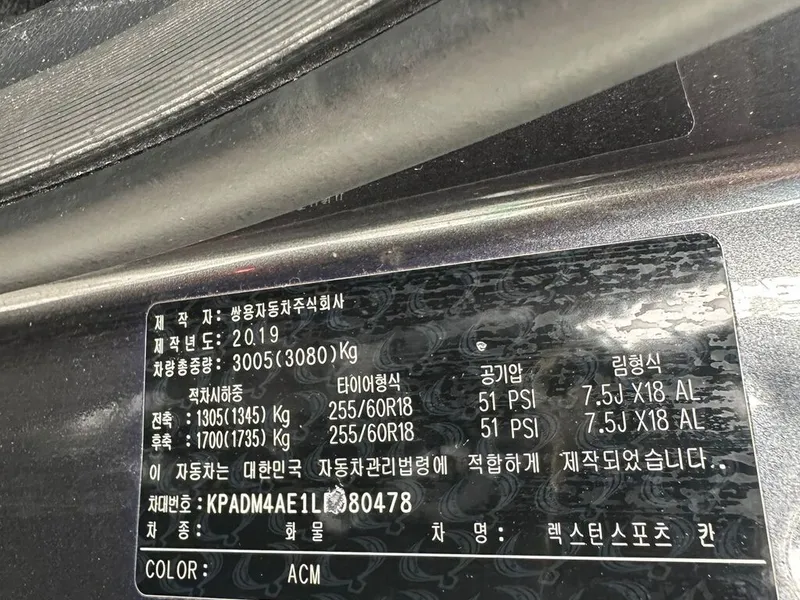 제 작 자: 쌍용자동차주식회사
제작년도: 2019
차량총중량: 3005(3080)Kg
적차시하중 타이어형식 공기압 림형식
전축 : 1305(1345) Kg 255/60R18 51 PSI 7.5J X18 AL
후축 : 1700(1735) Kg 255/60R18 51 PSI 7.5J X18 AL
이 자동차는 대한민국 자동차관리법령에 적합하게 제작되었습니다.
차대번호:
차 종: 화 물 차 명: 렉스턴스포츠 칸
COLOR: ACM